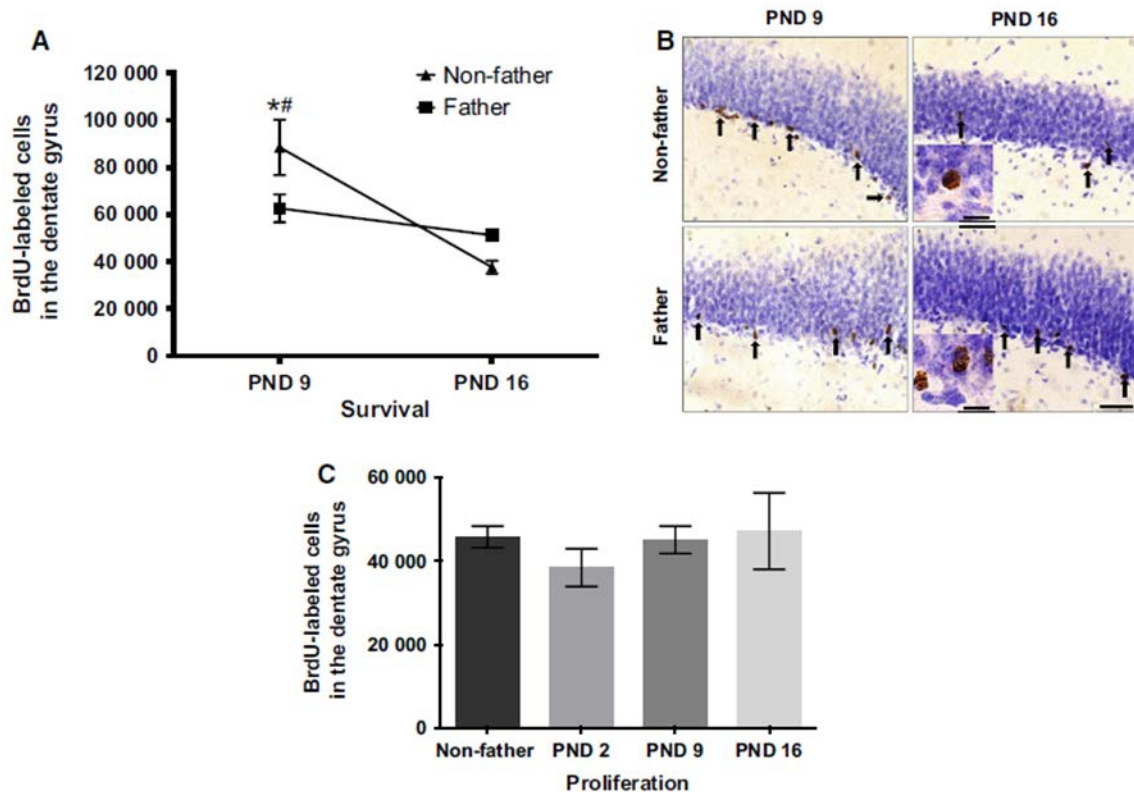 A
BrdU-labeled cells
in the dentate gyrus
120 000
100 000
80 000
60 000
40 000
20 000
0
*#
Non-father
Father
PND 9
PND 16
Survival
B
PND 9
PND 16
Non-father
Father
C
BrdU-labeled cells
in the dentate gyrus
60 000
40 000
20 000
0
Non-father
PND 2
PND 9
PND 16
Proliferation